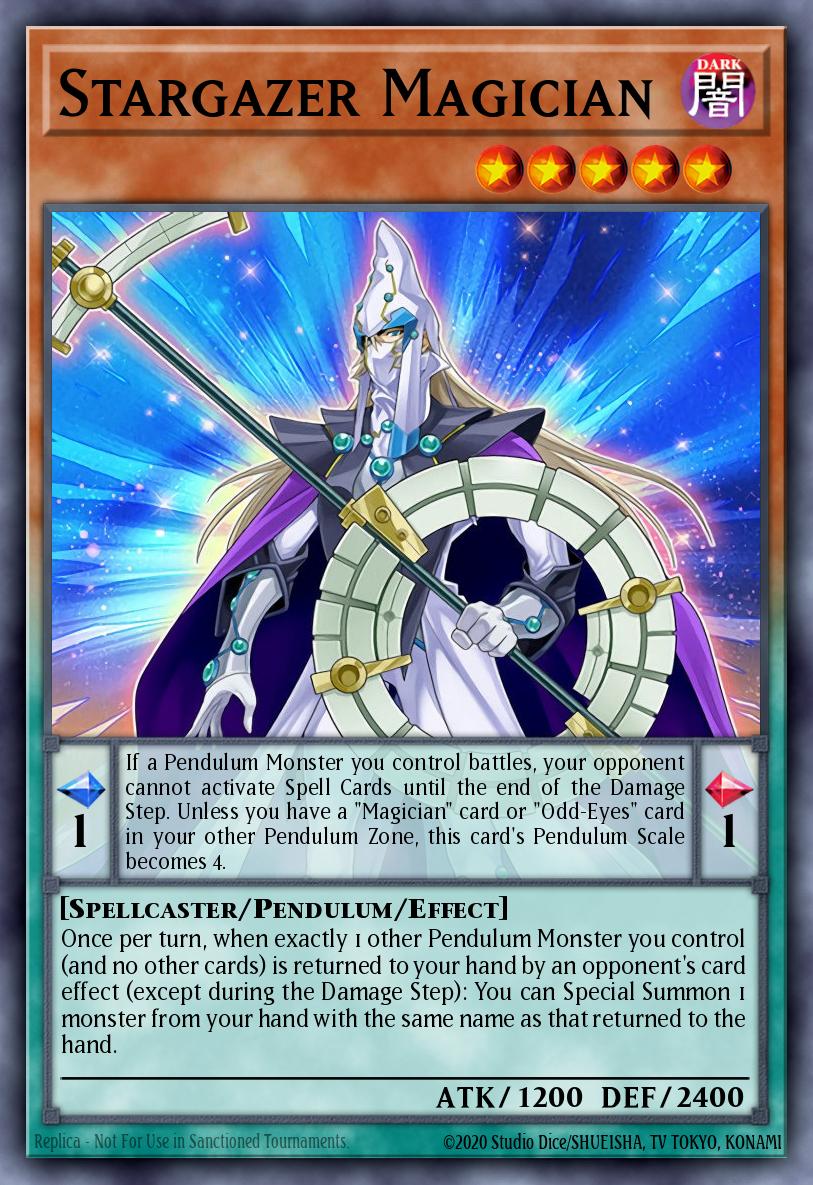 Stargazer Magician
DARK
闇
If a Pendulum Monster you control battles, your opponent
cannot activate Spell Cards until the end of the Damage
Step. Unless you have a "Magician" card or "Odd-Eyes" card
in your other Pendulum Zone, this card's Pendulum Scale
becomes 4.
1
1
[Spellcaster/Pendulum/Effect]
Once per turn, when exactly 1 other Pendulum Monster you control
(and no other cards) is returned to your hand by an opponent's card
effect (except during the Damage Step): You can Special Summon 1
monster from your hand with the same name as that returned to the
hand.
ATK/1200 DEF/2400
Replica - Not For Use in Sanctioned Tournaments.
©2020 Studio Dice/SHUEISHA, TV TOKYO, KONAMI